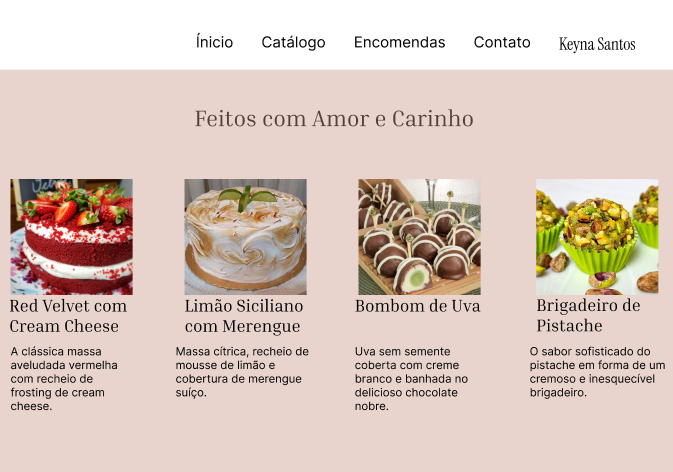 Ínicio Catálogo Encomendas Contato Keyna Santos
Feitos com Amor e Carinho
Red Velvet com
Cream Cheese
A clássica massa
aveludada vermelha
com recheio de
frosting de cream
cheese.
Limão Siciliano
com Merengue
Massa cítrica, recheio de
mousse de limão e
cobertura de merengue
suíço.
Bombom de Uva
Uva sem semente
coberta com creme
branco e banhada no
delicioso chocolate
nobre.
Brigadeiro de
Pistache
O sabor sofisticado do
pistache em forma de um
cremoso e inesquecível
brigadeiro.